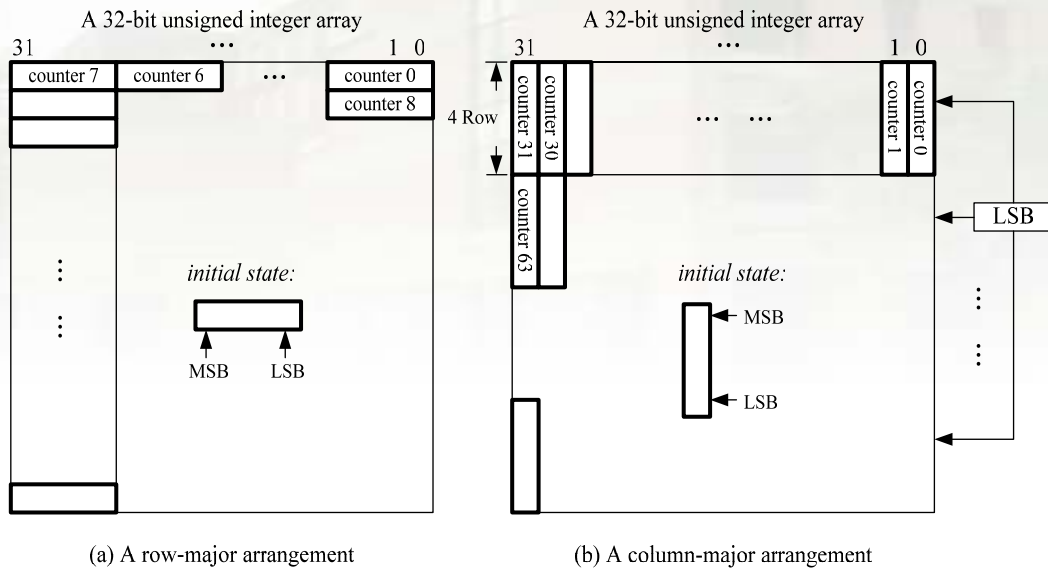 A 32-bit unsigned integer array
31 ... 1 0
counter 7 counter 6 ... counter 0
counter 8
⋮
⋮
initial state:
MSB LSB
(a) A row-major arrangement
A 32-bit unsigned integer array
31 ... 1 0
4 Row
counter 31
counter 30
... ...
counter 1
counter 0
counter 63
LSB
initial state:
MSB
LSB
⋮
⋮
(b) A column-major arrangement